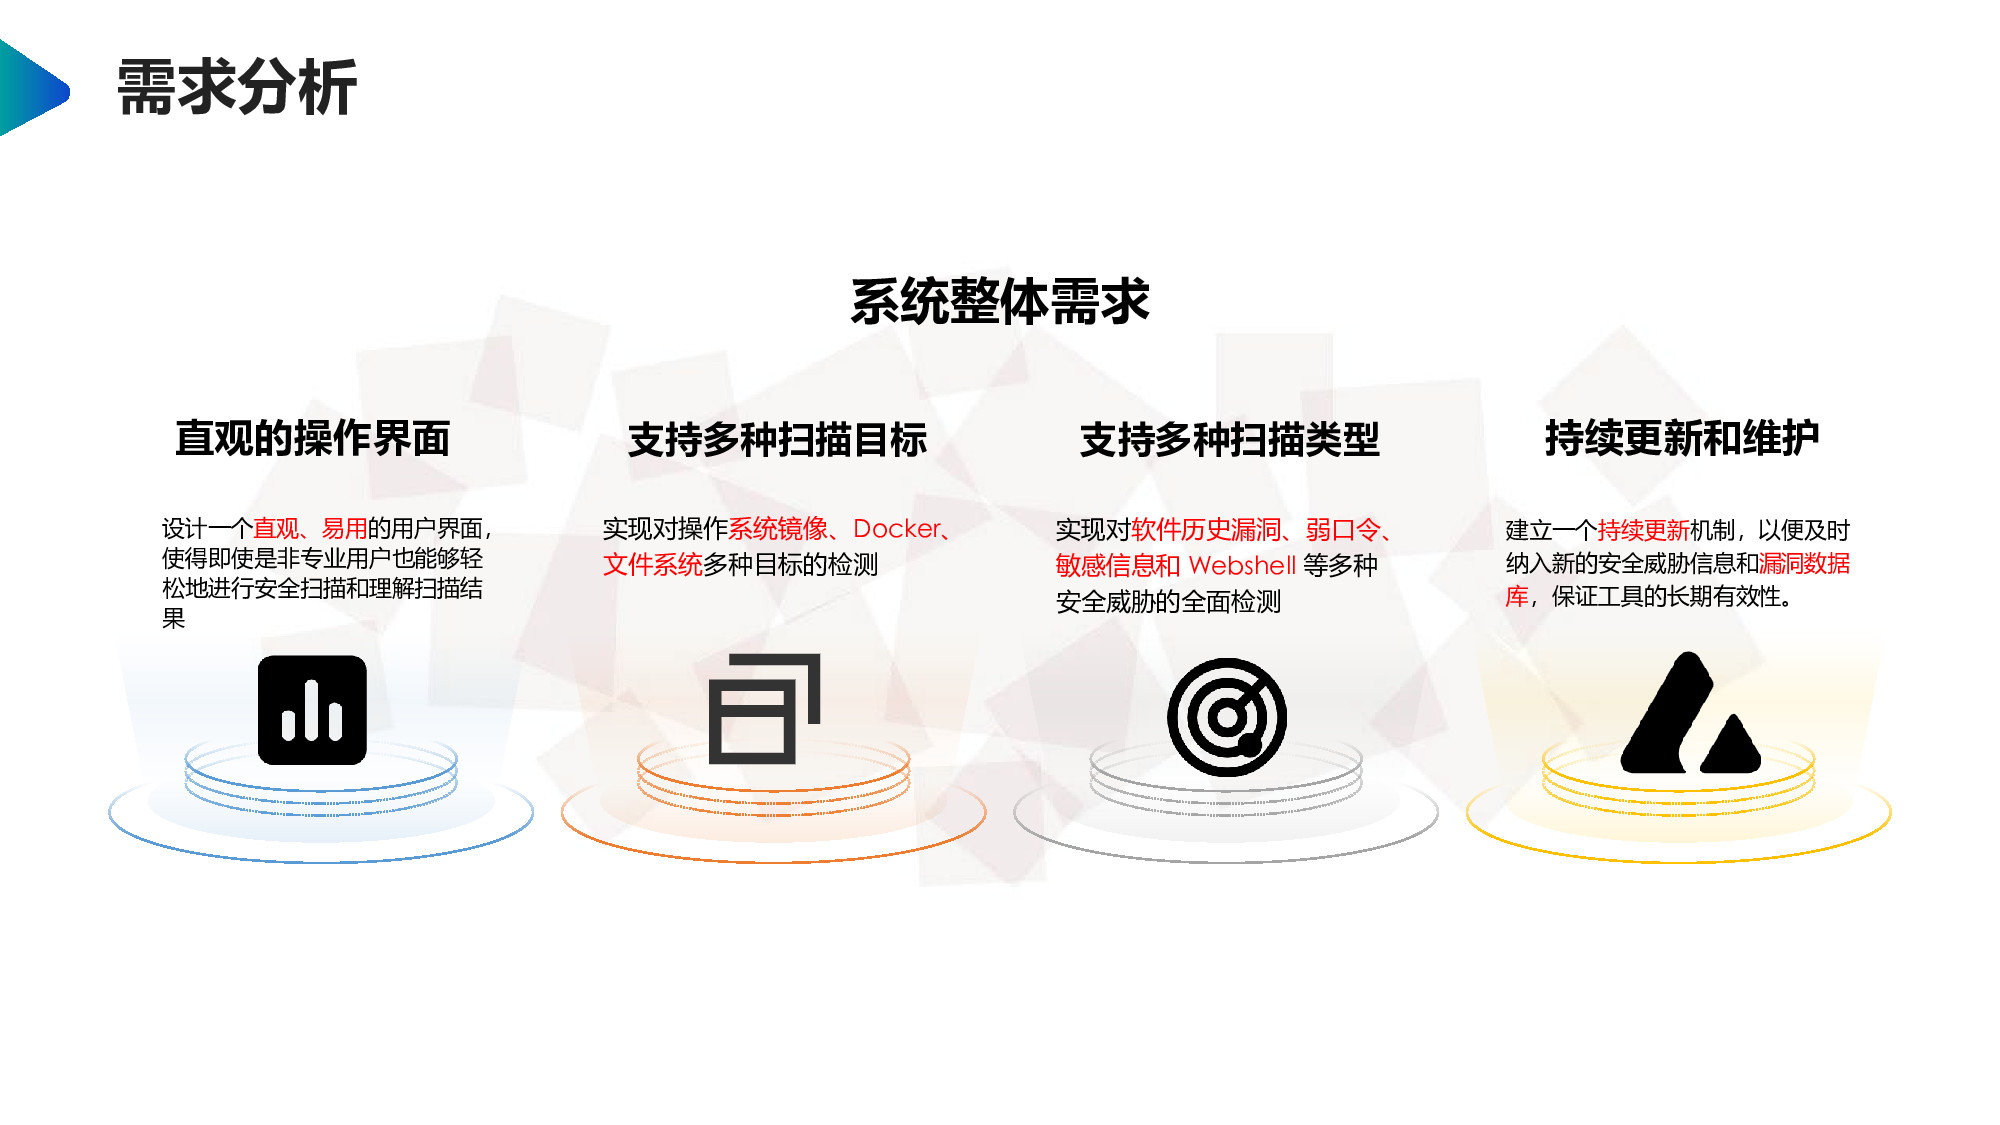 需求分析
系统整体需求
直观的操作界面
设计一个直观、易用的用户界面，
使得即使是非专业用户也能够轻
松地进行安全扫描和理解扫描结
果
支持多种扫描目标
实现对操作系统镜像、Docker、
文件系统多种目标的检测
支持多种扫描类型
实现对软件历史漏洞、弱口令、
敏感信息和 Webshell 等多种
安全威胁的全面检测
持续更新和维护
建立一个持续更新机制，以便及时
纳入新的安全威胁信息和漏洞数据
库，保证工具的长期有效性。